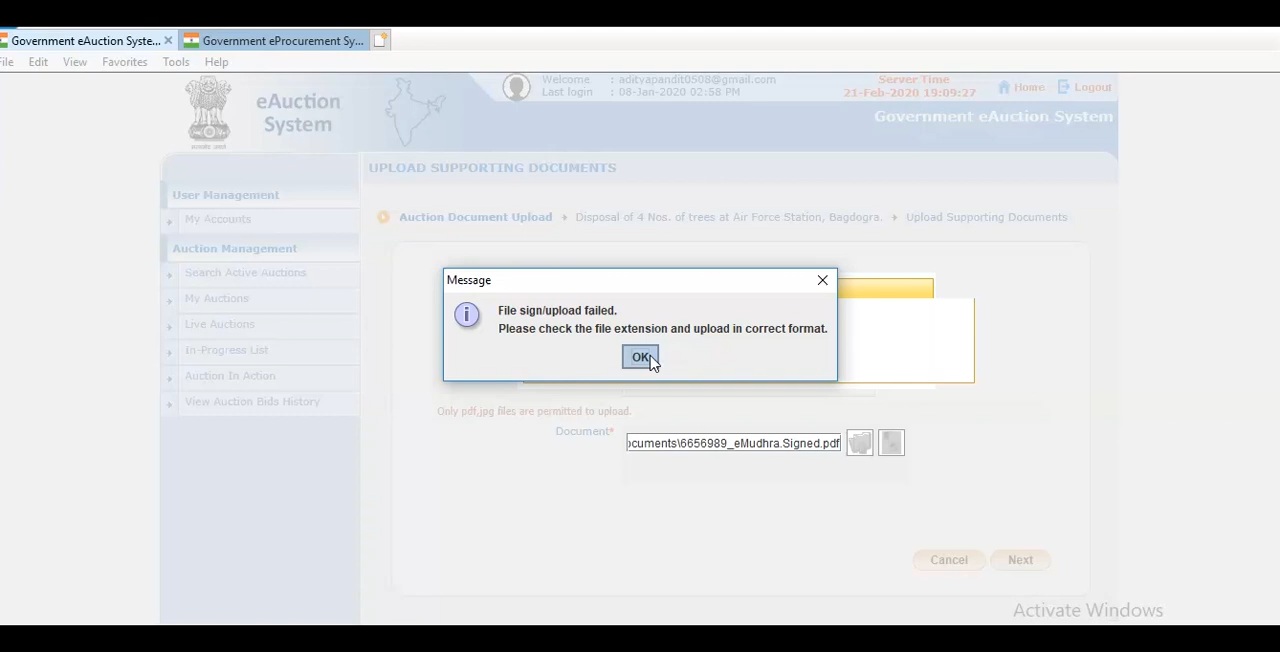 Government eAuction Syste...
Government eProcurement Sy...
File Edit View Favorites Tools Help
eAuction
System
Welcome : adityapandit0508@gmail.com
Last login : 08-Jan-2020 02:58 PM
Server Time
21-Feb-2020 19:09:27
Home
Logout
Government eAuction System
UPLOAD SUPPORTING DOCUMENTS
User Management
My Accounts
Auction Management
Search Active Auctions
My Auctions
Live Auctions
In-Progress List
Auction In Action
View Auction Bids History
Auction Document Upload
Disposal of 4 Nos. of trees at Air Force Station, Bagdogra.
Upload Supporting Documents
Message
File sign/upload failed.
Please check the file extension and upload in correct format.
OK
Only pdf,jpg files are permitted to upload.
Document*
ocuments\6656989_eMudhra.Signed.pdf
Cancel
Next
Activate Windows